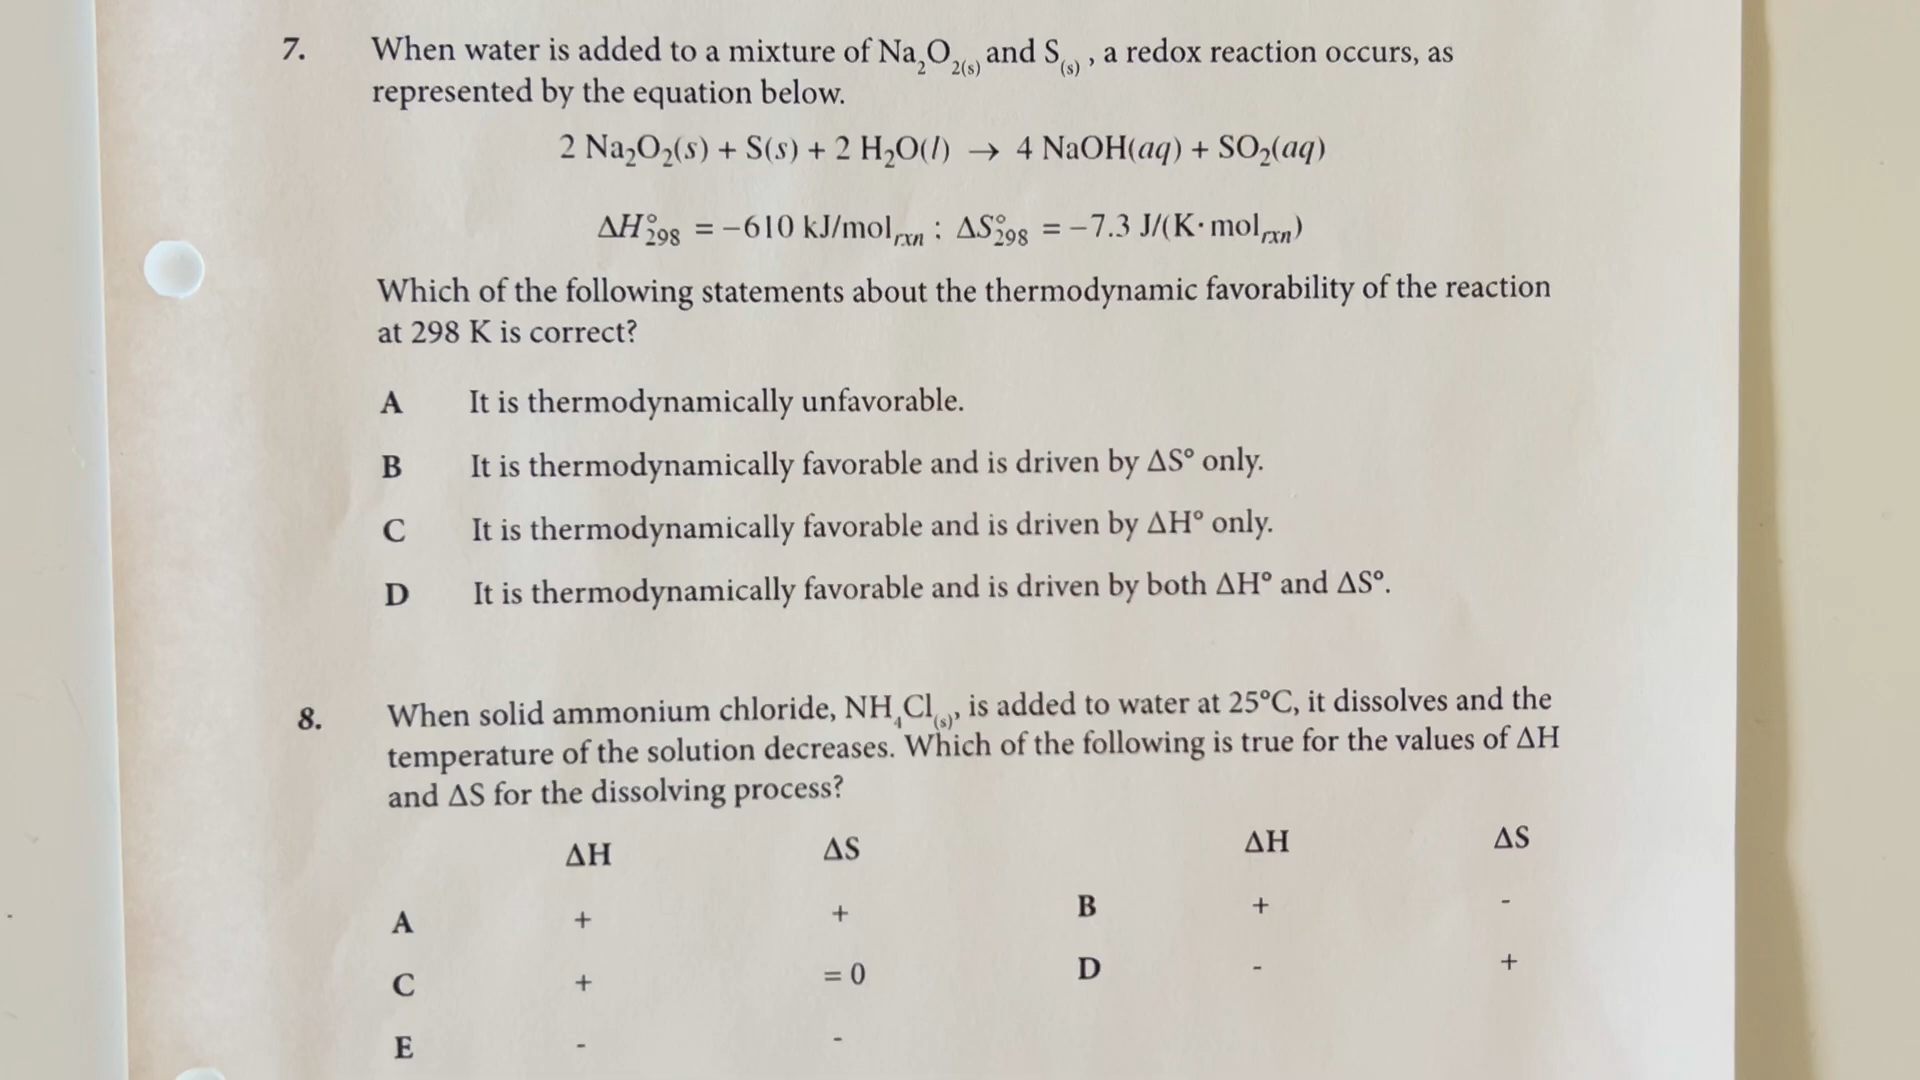 7. When water is added to a mixture of Na₂O₂(s) and S(s), a redox reaction occurs, as
represented by the equation below.
2 Na₂O₂(s) + S(s) + 2 H₂O(l) → 4 NaOH(aq) + SO₂(aq)
ΔH°₂₉₈ = −610 kJ/molᵣₓₙ ; ΔS°₂₉₈ = −7.3 J/(K·molᵣₓₙ)
Which of the following statements about the thermodynamic favorability of the reaction
at 298 K is correct?
A It is thermodynamically unfavorable.
B It is thermodynamically favorable and is driven by ΔS° only.
C It is thermodynamically favorable and is driven by ΔH° only.
D It is thermodynamically favorable and is driven by both ΔH° and ΔS°.
8. When solid ammonium chloride, NH₄Cl(s), is added to water at 25°C, it dissolves and the
temperature of the solution decreases. Which of the following is true for the values of ΔH
and ΔS for the dissolving process?
ΔH ΔS ΔH ΔS
A + + B + -
C + = 0 D - +
E - -